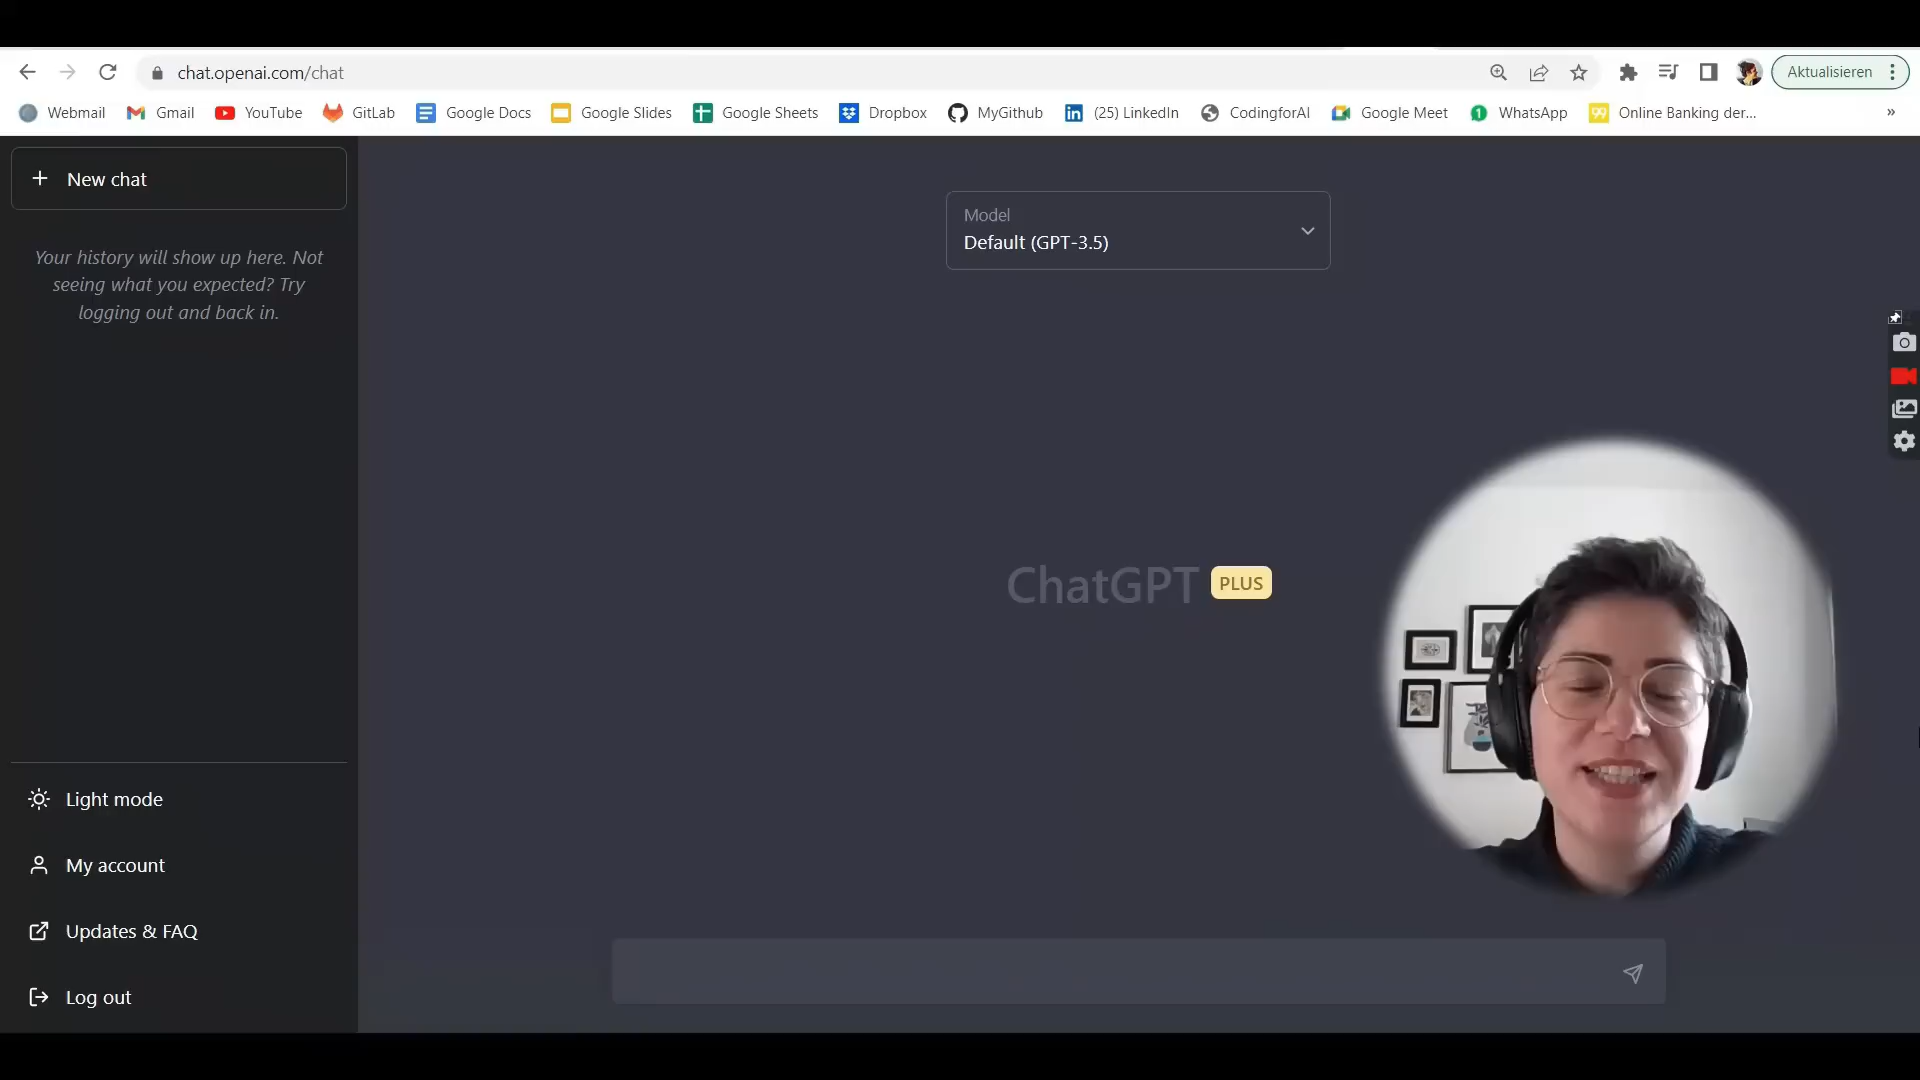 chat.openai.com/chat
Aktualisieren
Webmail
Gmail
YouTube
GitLab
Google Docs
Google Slides
Google Sheets
Dropbox
MyGithub
(25) LinkedIn
CodingforAI
Google Meet
1
WhatsApp
Online Banking der...
»
New chat
Your history will show up here. Not
seeing what you expected? Try
logging out and back in.
Model
Default (GPT-3.5)
ChatGPT PLUS
Light mode
My account
Updates & FAQ
Log out